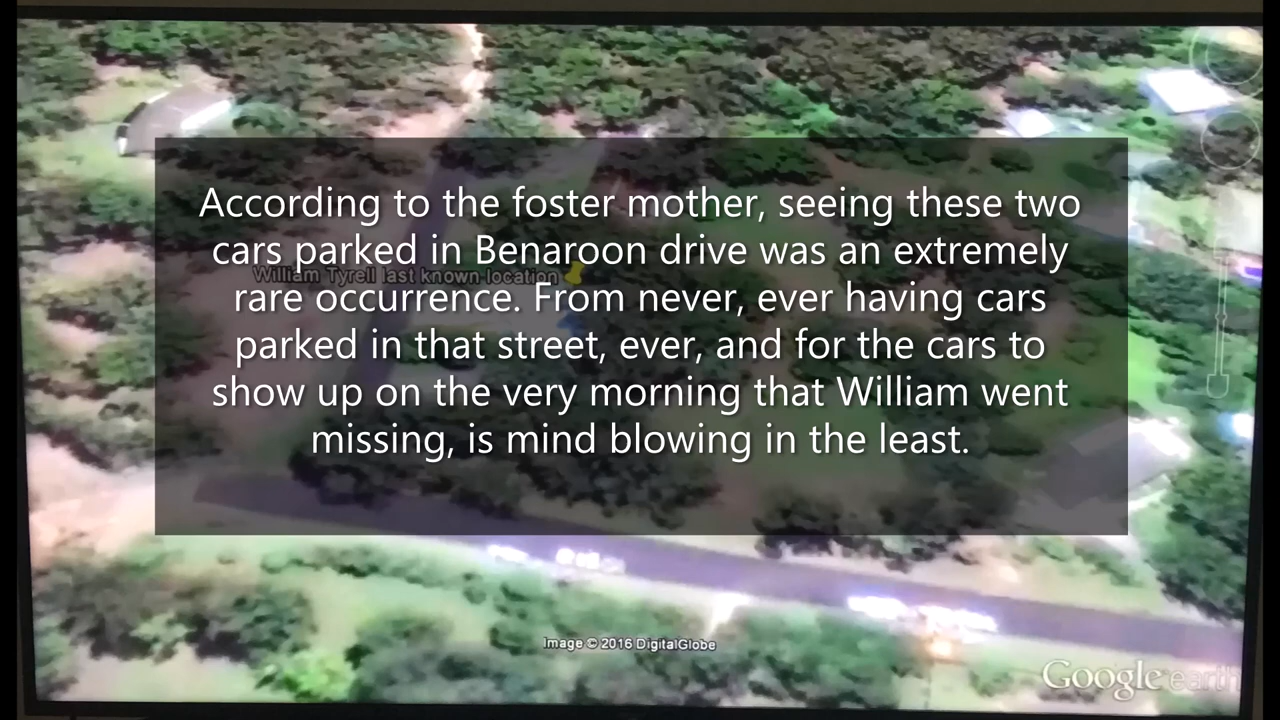 According to the foster mother, seeing these two
cars parked in Benaroon drive was an extremely
William Tyrell last known location
rare occurrence. From never, ever having cars
parked in that street, ever, and for the cars to
show up on the very morning that William went
missing, is mind blowing in the least.
Image © 2016 DigitalGlobe
Google earth